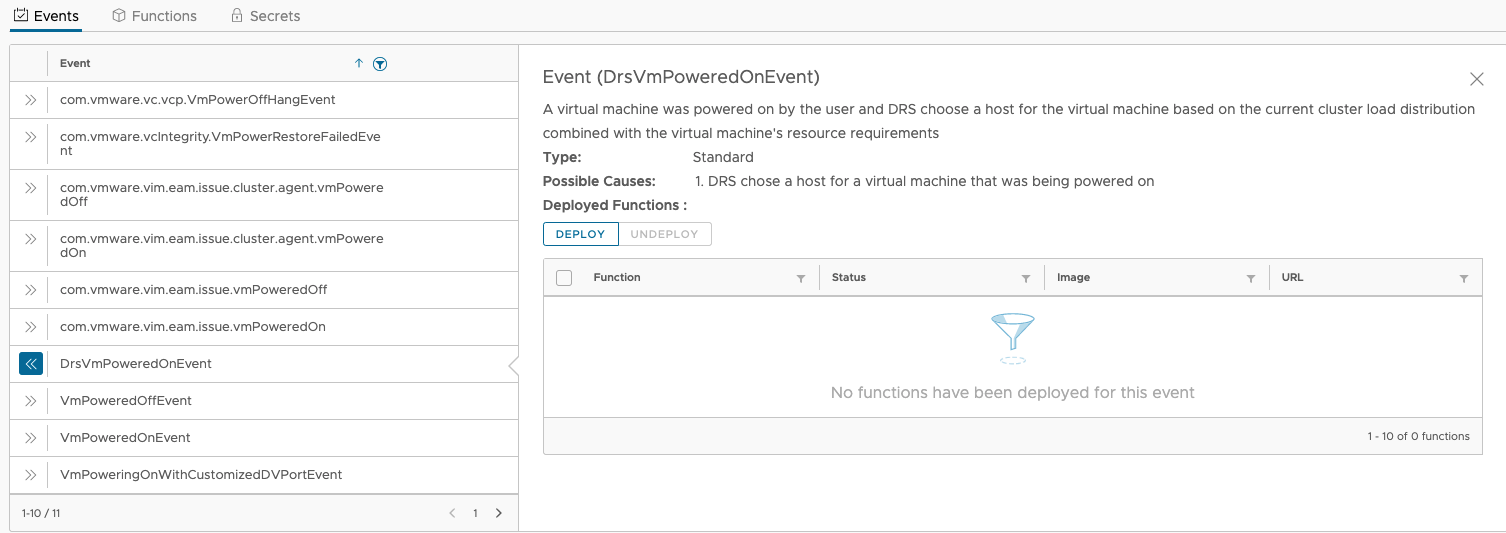 Events Functions Secrets
Event
com.vmware.vc.vcp.VmPowerOffHangEvent
com.vmware.vcIntegrity.VmPowerRestoreFailedEve
nt
com.vmware.vim.eam.issue.cluster.agent.vmPowere
dOff
com.vmware.vim.eam.issue.cluster.agent.vmPowere
dOn
com.vmware.vim.eam.issue.vmPoweredOff
com.vmware.vim.eam.issue.vmPoweredOn
DrsVmPoweredOnEvent
VmPoweredOffEvent
VmPoweredOnEvent
VmPoweringOnWithCustomizedDVPortEvent
1-10 / 11 1
Event (DrsVmPoweredOnEvent)
A virtual machine was powered on by the user and DRS choose a host for the virtual machine based on the current cluster load distribution
combined with the virtual machine's resource requirements
Type: Standard
Possible Causes: 1. DRS chose a host for a virtual machine that was being powered on
Deployed Functions :
DEPLOY UNDEPLOY
Function Status Image URL
No functions have been deployed for this event
1 - 10 of 0 functions